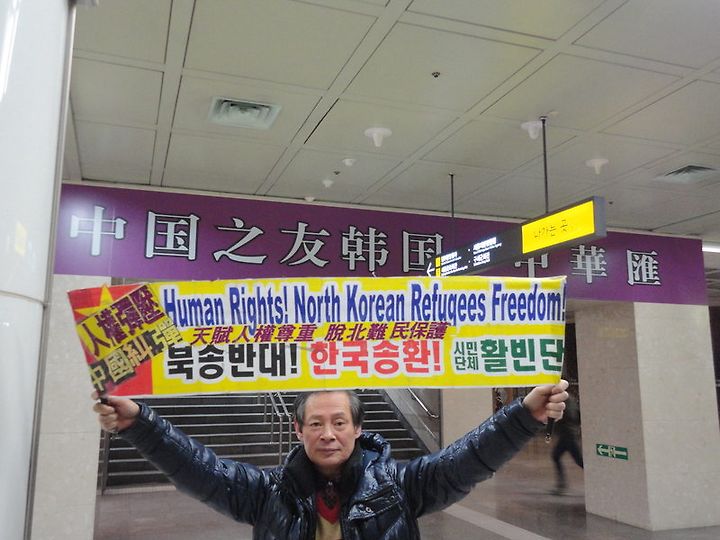 中国之友韩国
中華匯
나가는 곳
Human Rights! North Korean Refugees Freedom!
人權彈壓
中國糾彈
天賦人權尊重 脫北難民保護
북송반대! 한국송환! 시민단체 활빈단